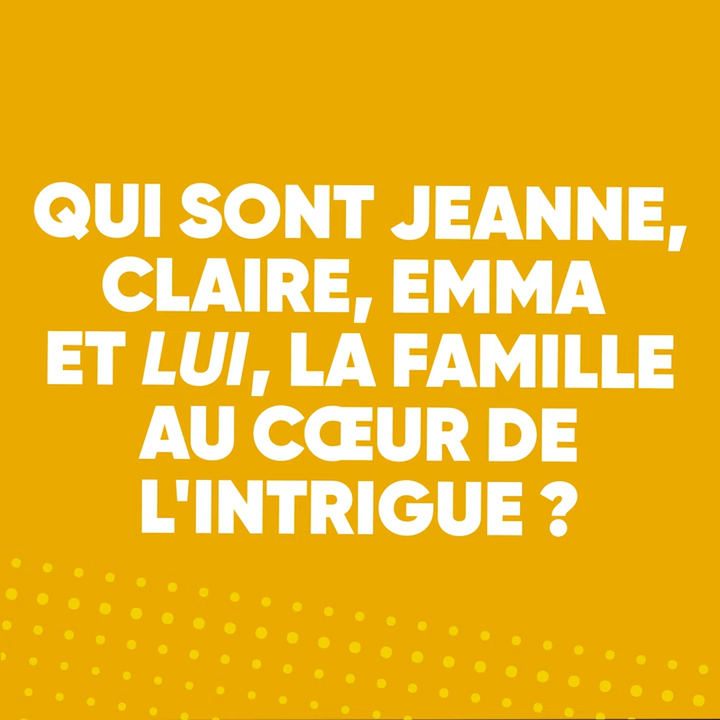 QUI SONT JEANNE,
CLAIRE, EMMA
ET LUI, LA FAMILLE
AU CŒUR DE
L'INTRIGUE ?